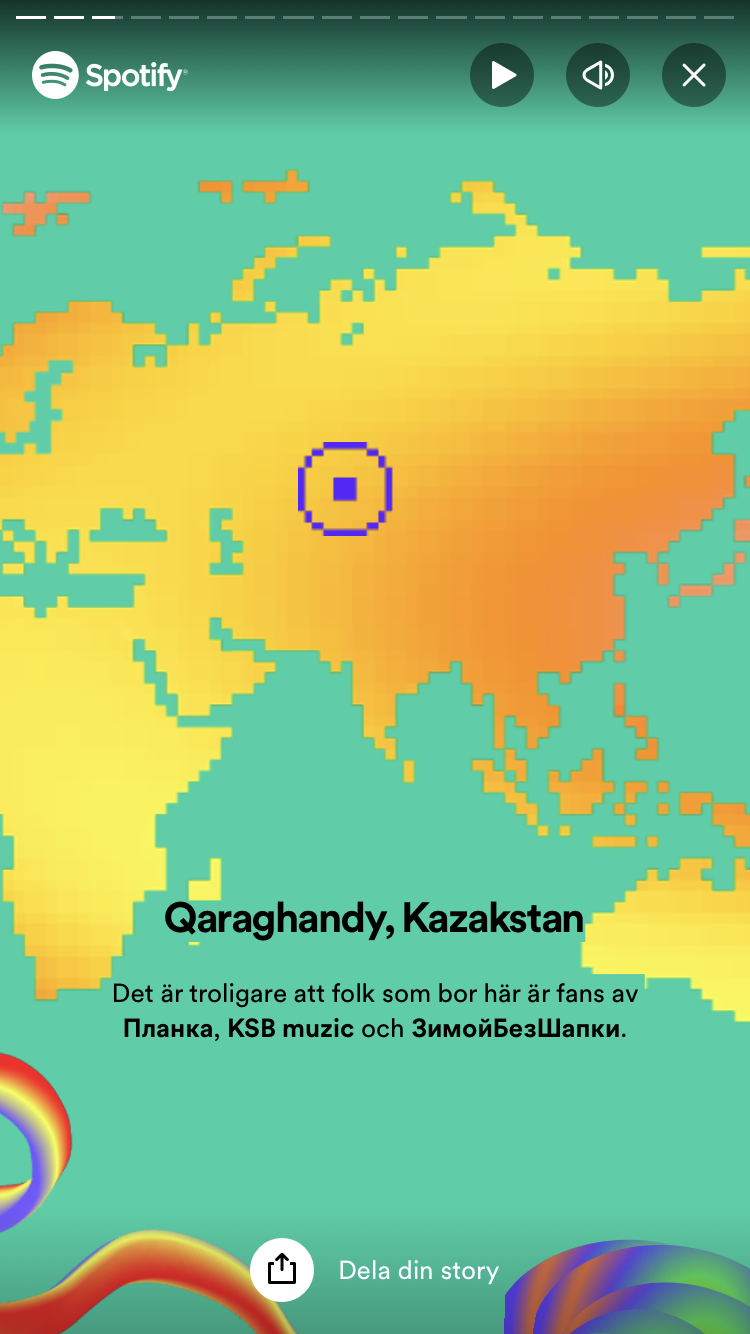 Spotify
Qaraghandy, Kazakstan
Det är troligare att folk som bor här är fans av
Планка, KSB muzic och ЗимойБезШапки.
Dela din story